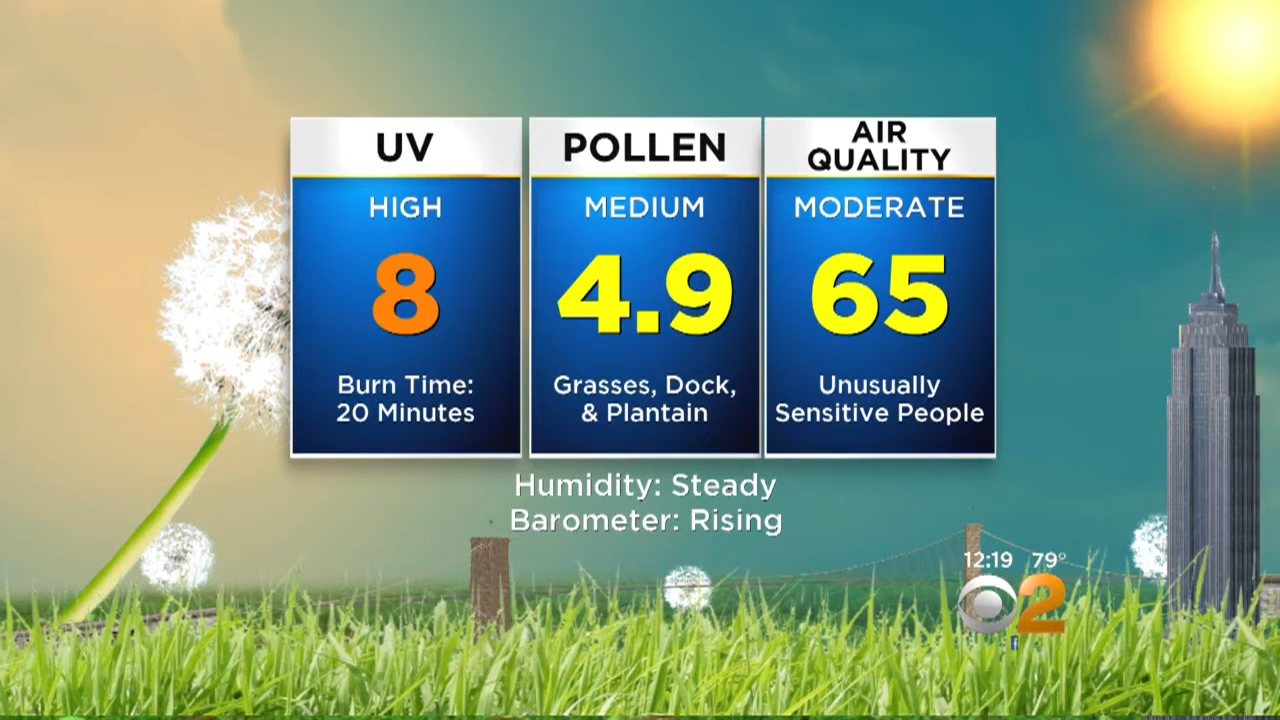 UV
HIGH
8
Burn Time:
20 Minutes
POLLEN
MEDIUM
4.9
Grasses, Dock,
& Plantain
AIR
QUALITY
MODERATE
65
Unusually
Sensitive People
Humidity: Steady
Barometer: Rising
12:19 79°
2
f